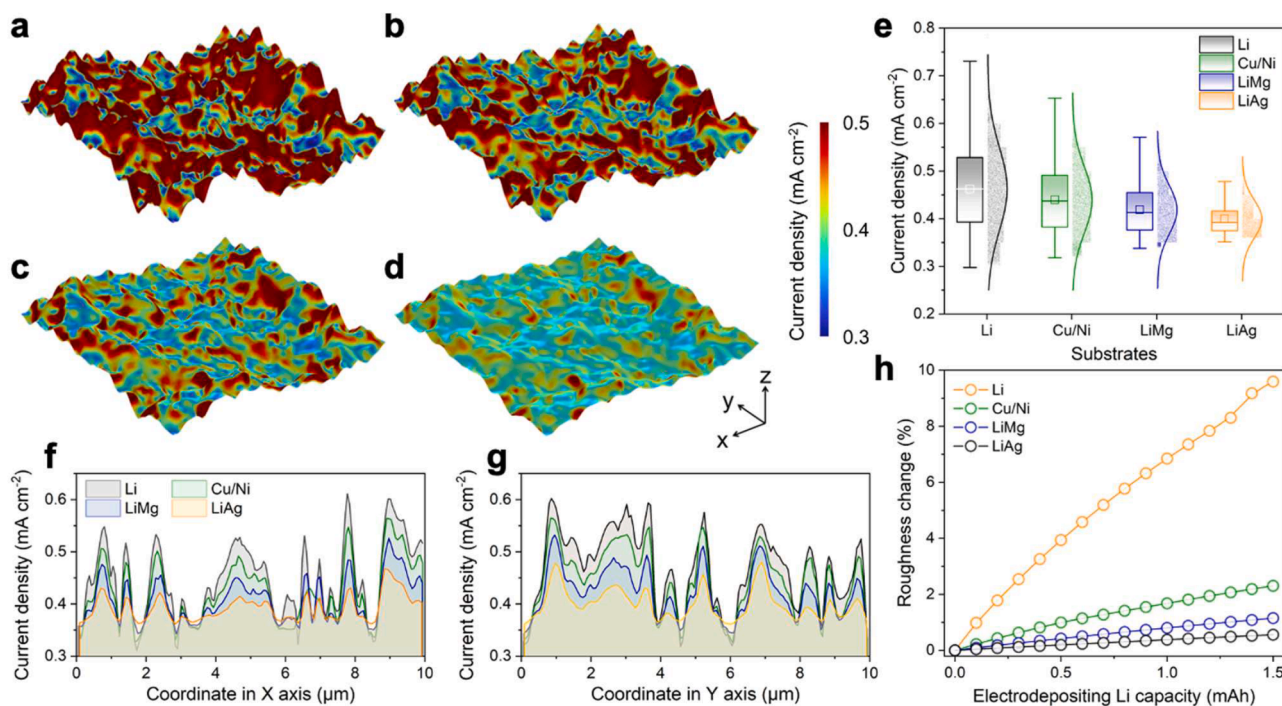 a
b
c
d
x
y
z
0.5
0.4
0.3
Current density (mA cm⁻²)
e
0.8
0.7
0.6
0.5
0.4
0.3
0.2
Current density (mA cm⁻²)
Li
Cu/Ni
LiMg
LiAg
Li Cu/Ni LiMg LiAg
Substrates
f
Li Cu/Ni
LiMg LiAg
0.6
0.5
0.4
0.3
Current density (mA cm⁻²)
0 2 4 6 8 10
Coordinate in X axis (μm)
g
0.6
0.5
0.4
0.3
Current density (mA cm⁻²)
0 2 4 6 8 10
Coordinate in Y axis (μm)
h
10
8
6
4
2
0
Roughness change (%)
Li
Cu/Ni
LiMg
LiAg
0.0 0.5 1.0 1.5
Electrodepositing Li capacity (mAh)